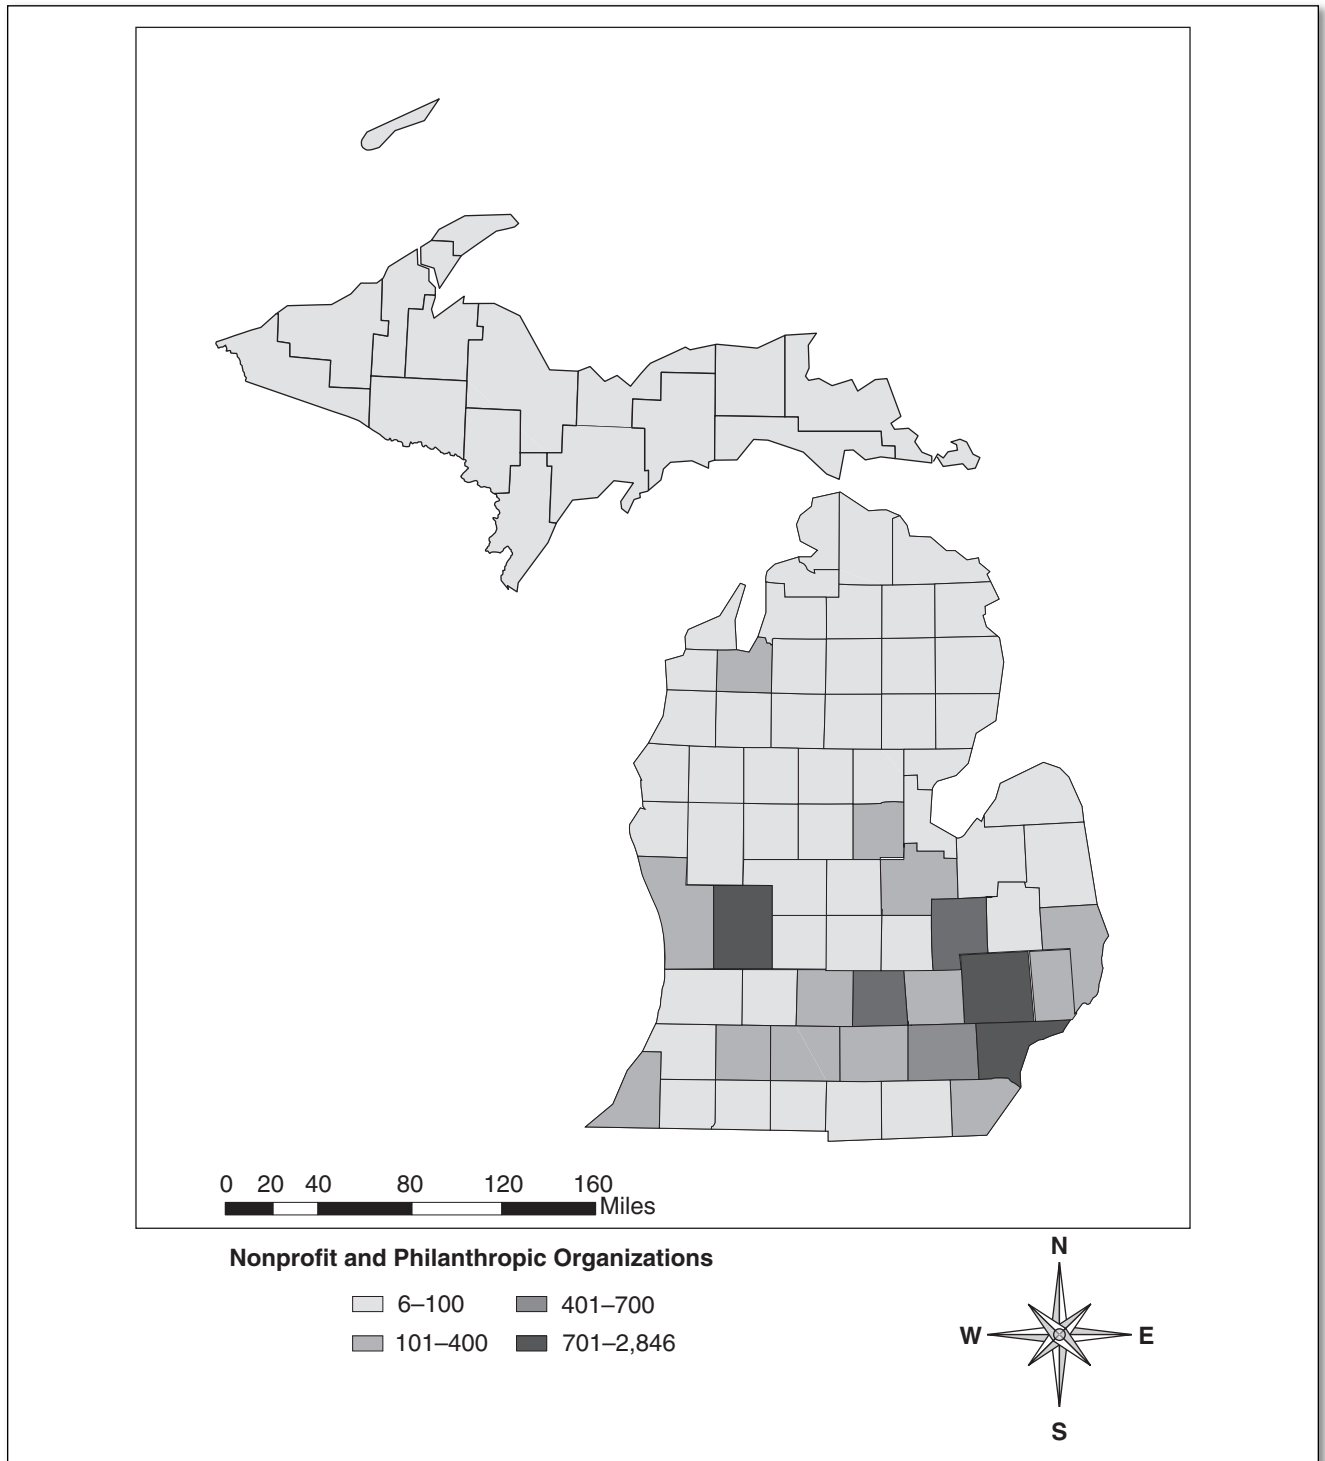 0 20 40 80 120 160
Miles
Nonprofit and Philanthropic Organizations
6–100 401–700
101–400 701–2,846
N
W E
S